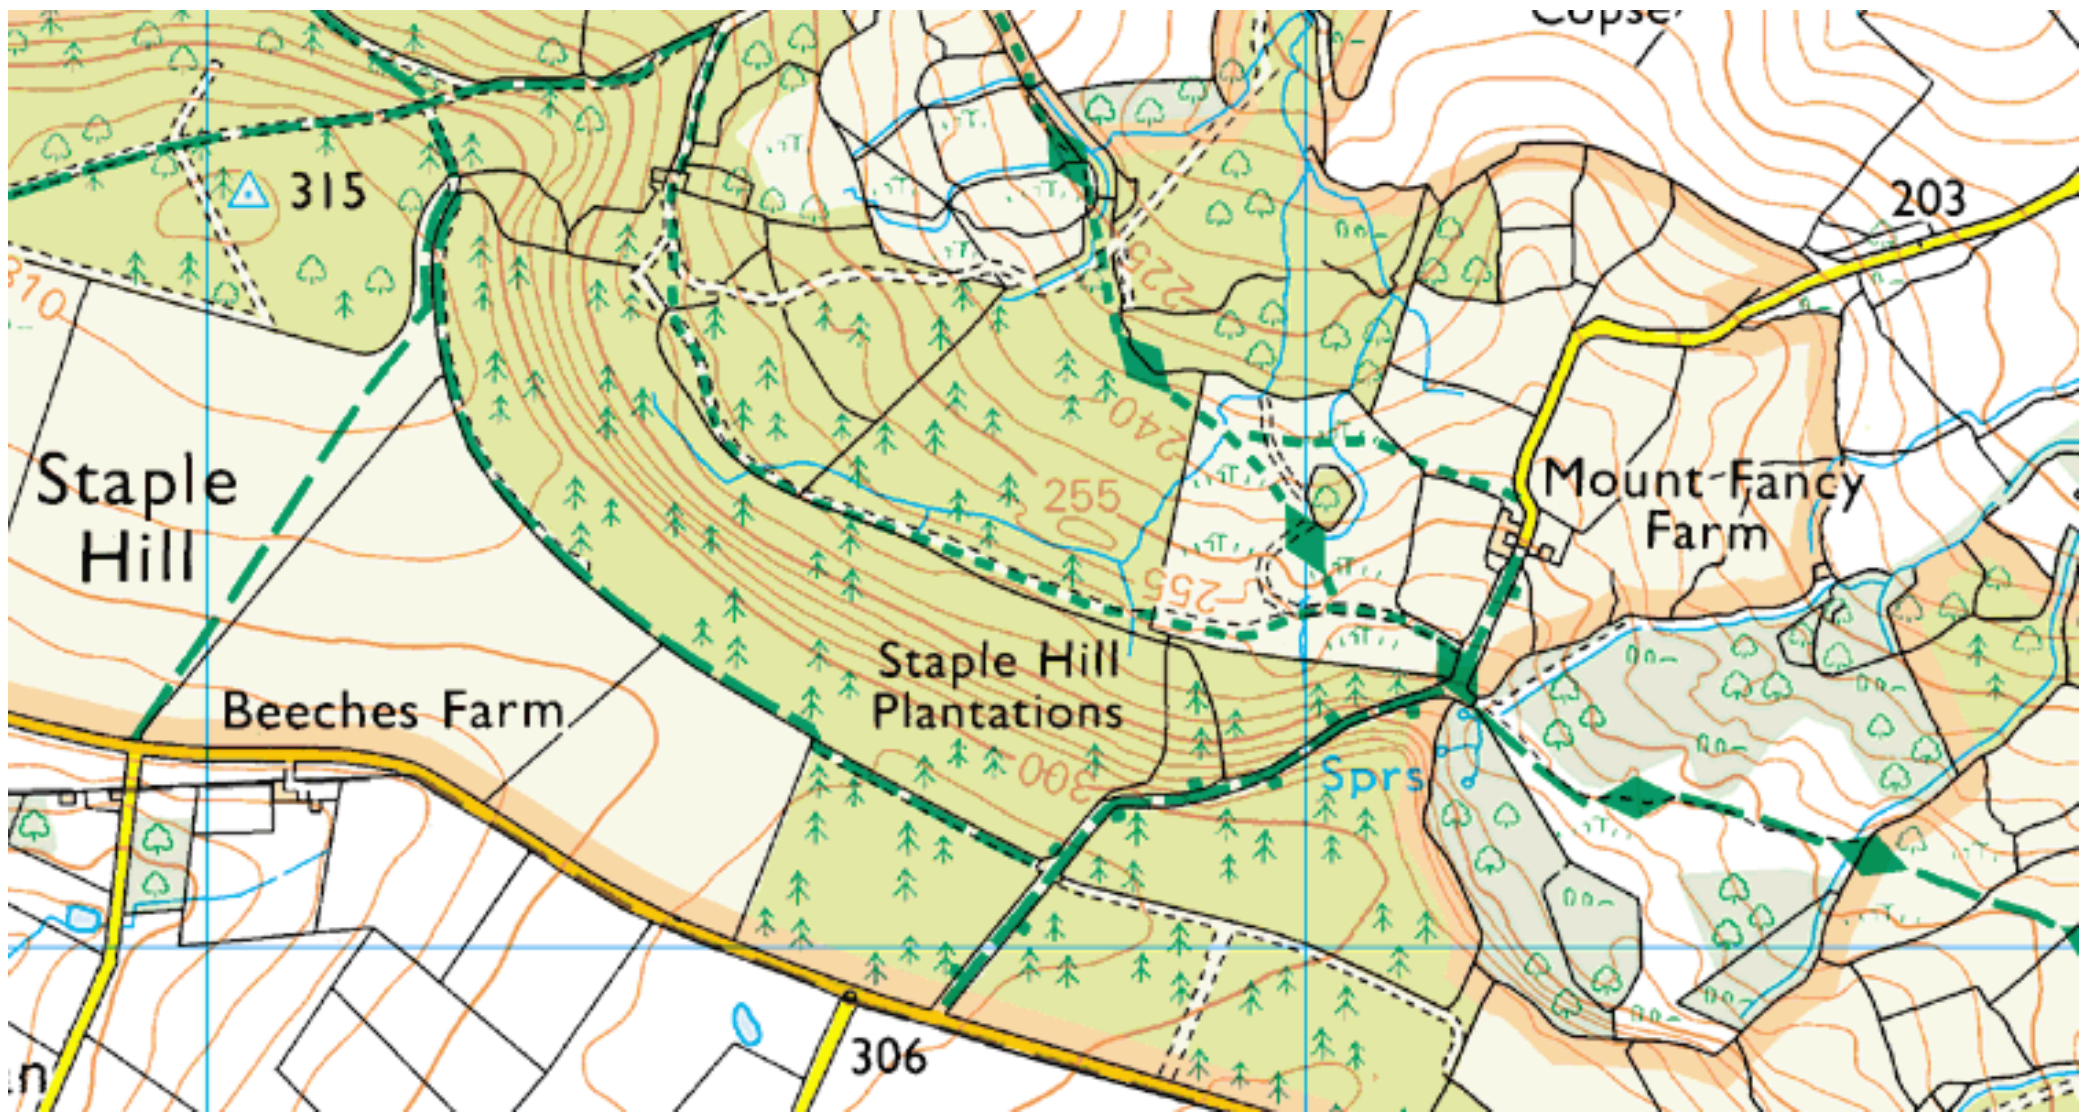 Copse
315
203
310
225
240
Staple
Hill
255
Mount Fancy
Farm
255
Staple Hill
Plantations
Beeches Farm
300
Sprs
306